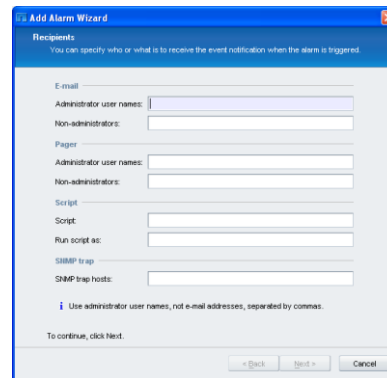 Add Alarm Wizard
Recipients
You can specify who or what is to receive the event notification when the alarm is triggered.
E-mail
Administrator user names:
Non-administrators:
Pager
Administrator user names:
Non-administrators:
Script
Script:
Run script as:
SNMP trap
SNMP trap hosts:
i Use administrator user names, not e-mail addresses, separated by commas.
To continue, click Next.
< Back Next > Cancel